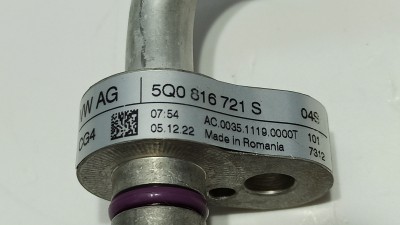 VW AG 5Q0 816 721 S 04S
CG4 07:54 AC.0035.1119.0000T 101
05.12.22 Made in Romania 7312